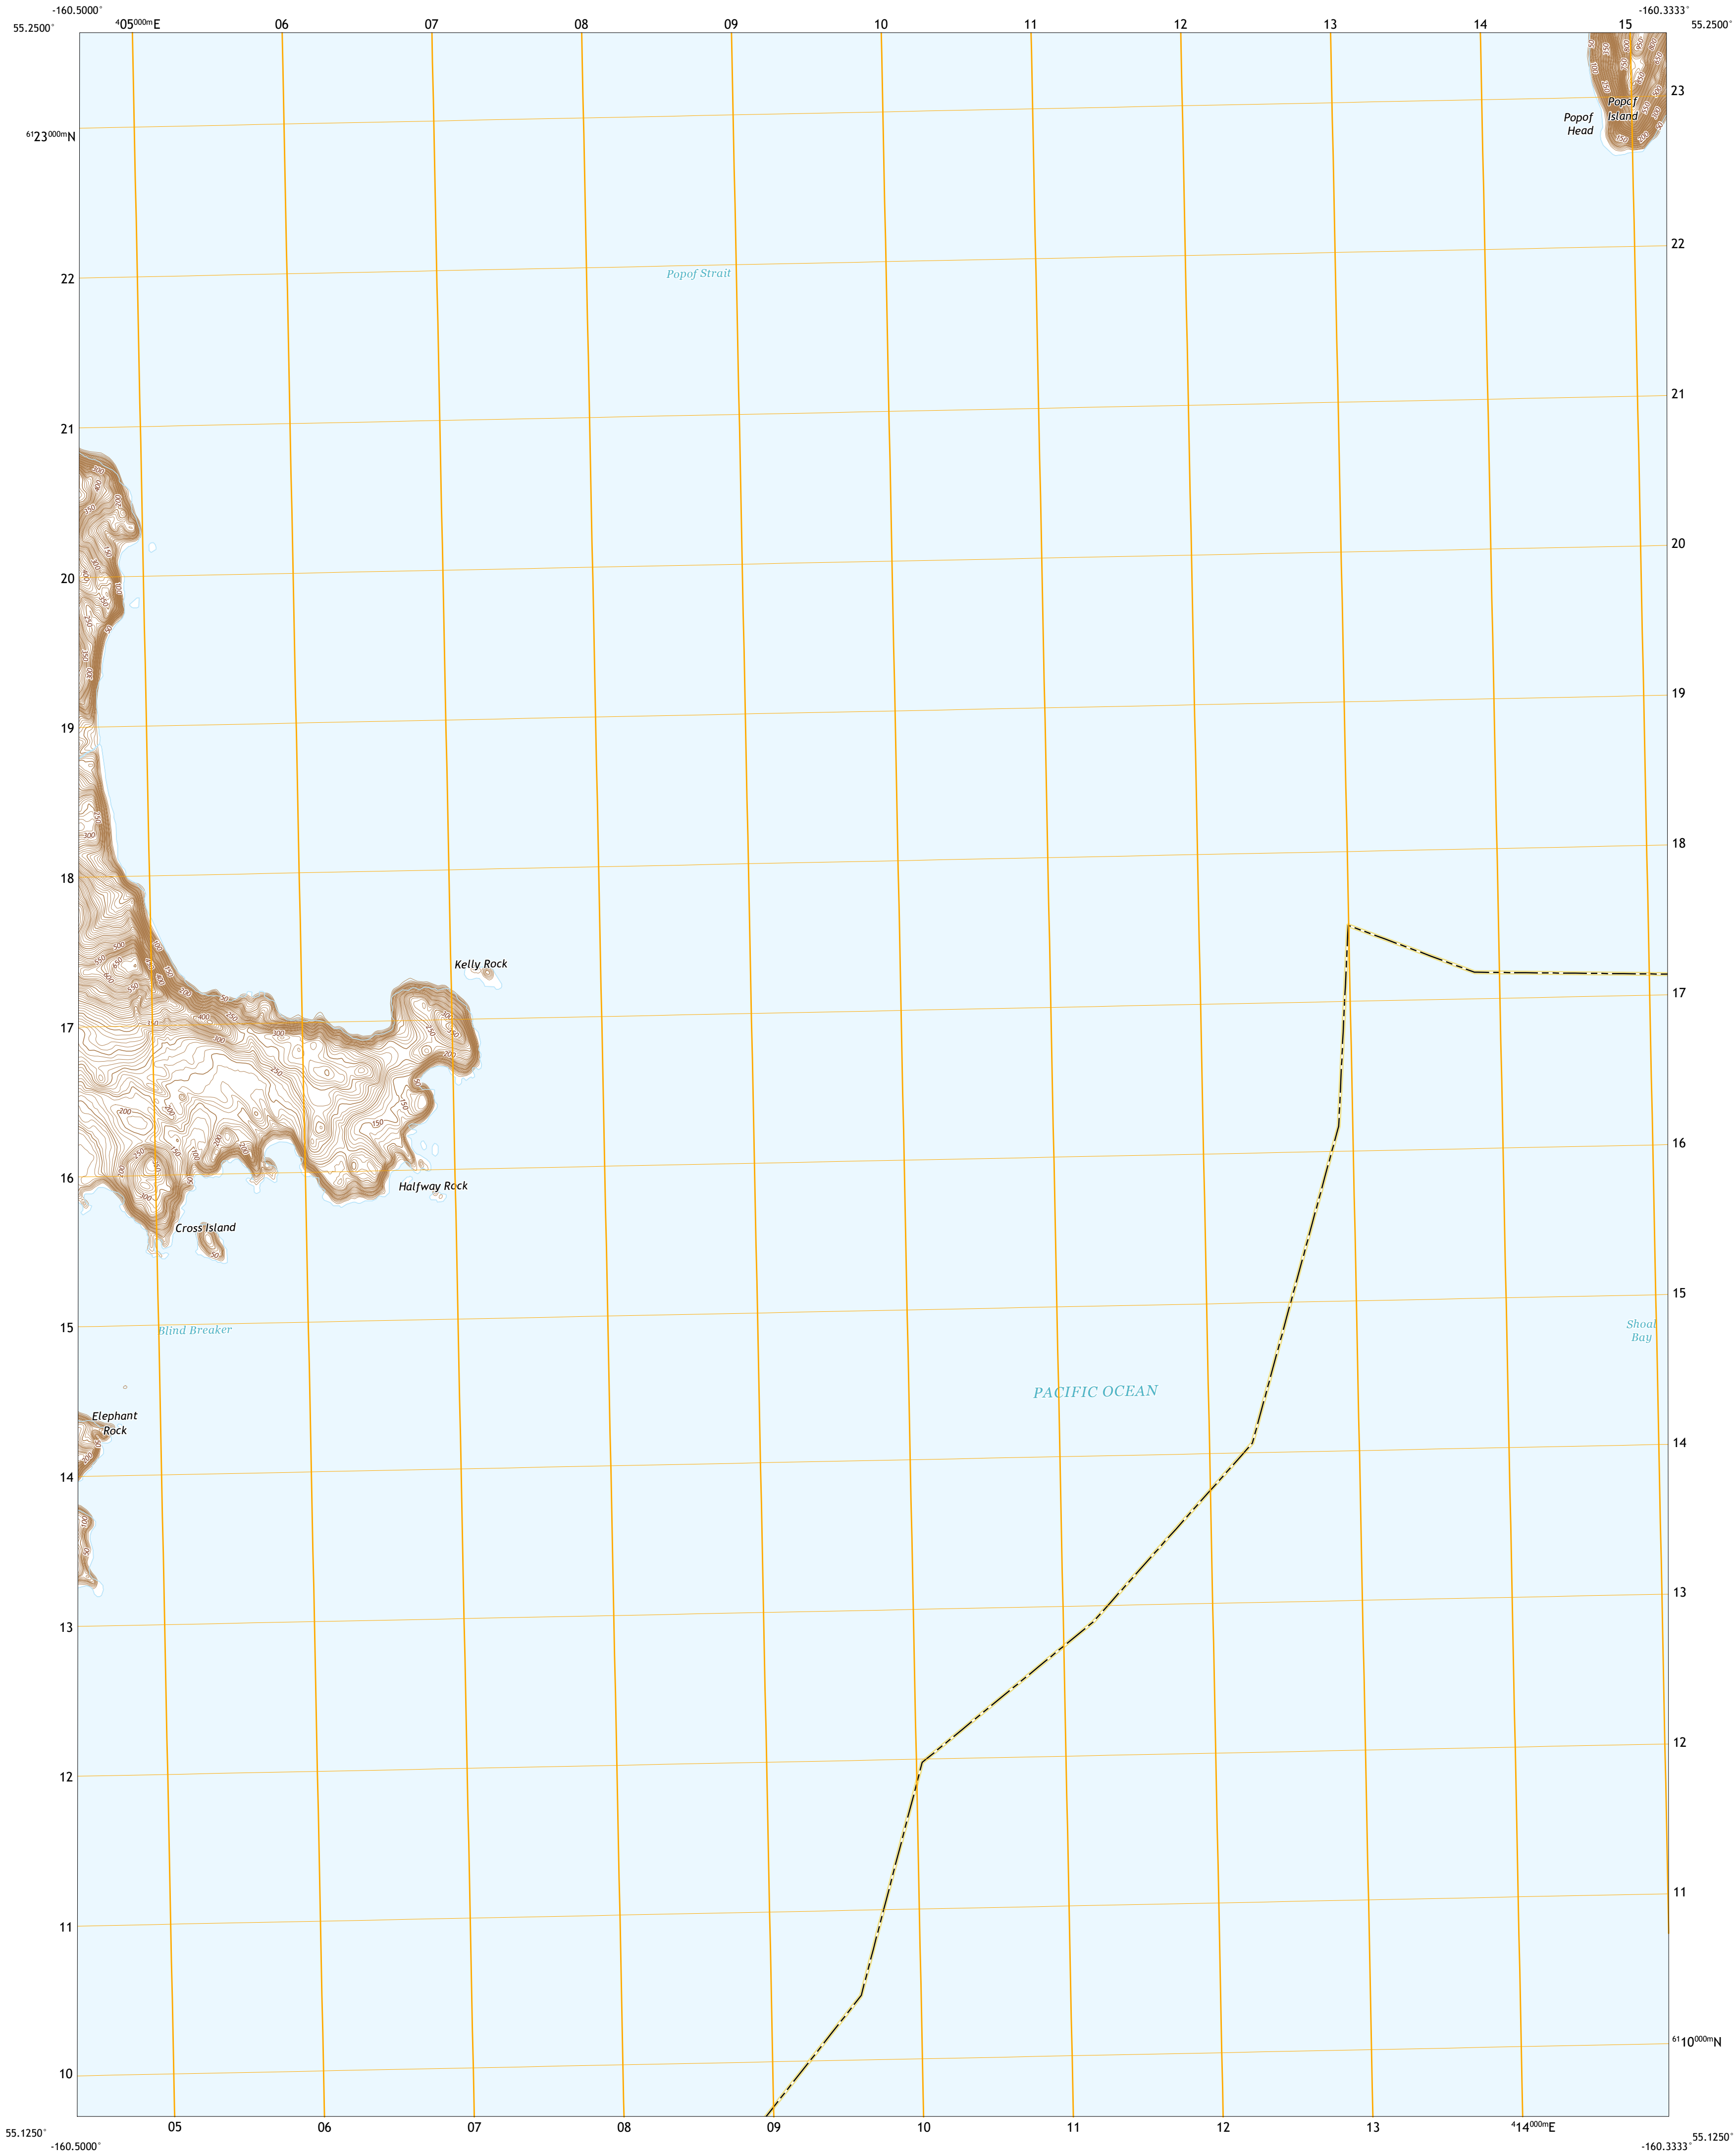 -160.5000°
-160.3333°
55.2500°
⁴05⁰⁰⁰ᵐE 06 07 08 09 10 11 12 13 14 15
55.2500°
23
Popof
Island
Popof
Head
⁶¹23⁰⁰⁰ᵐN
22
Popof Strait
22
21
21
20
20
19
19
18
18
Kelly Rock
17
17
16
16
Halfway Rock
Cross Island
15
15
Blind Breaker
Shoal
Bay
PACIFIC OCEAN
Elephant
Rock
14
14
13
13
12
12
11
11
⁶¹10⁰⁰⁰ᵐN
10
05 06 07 08 09 10 11 12 13 ⁴14⁰⁰⁰ᵐE
55.1250°
55.1250°
-160.5000°
-160.3333°